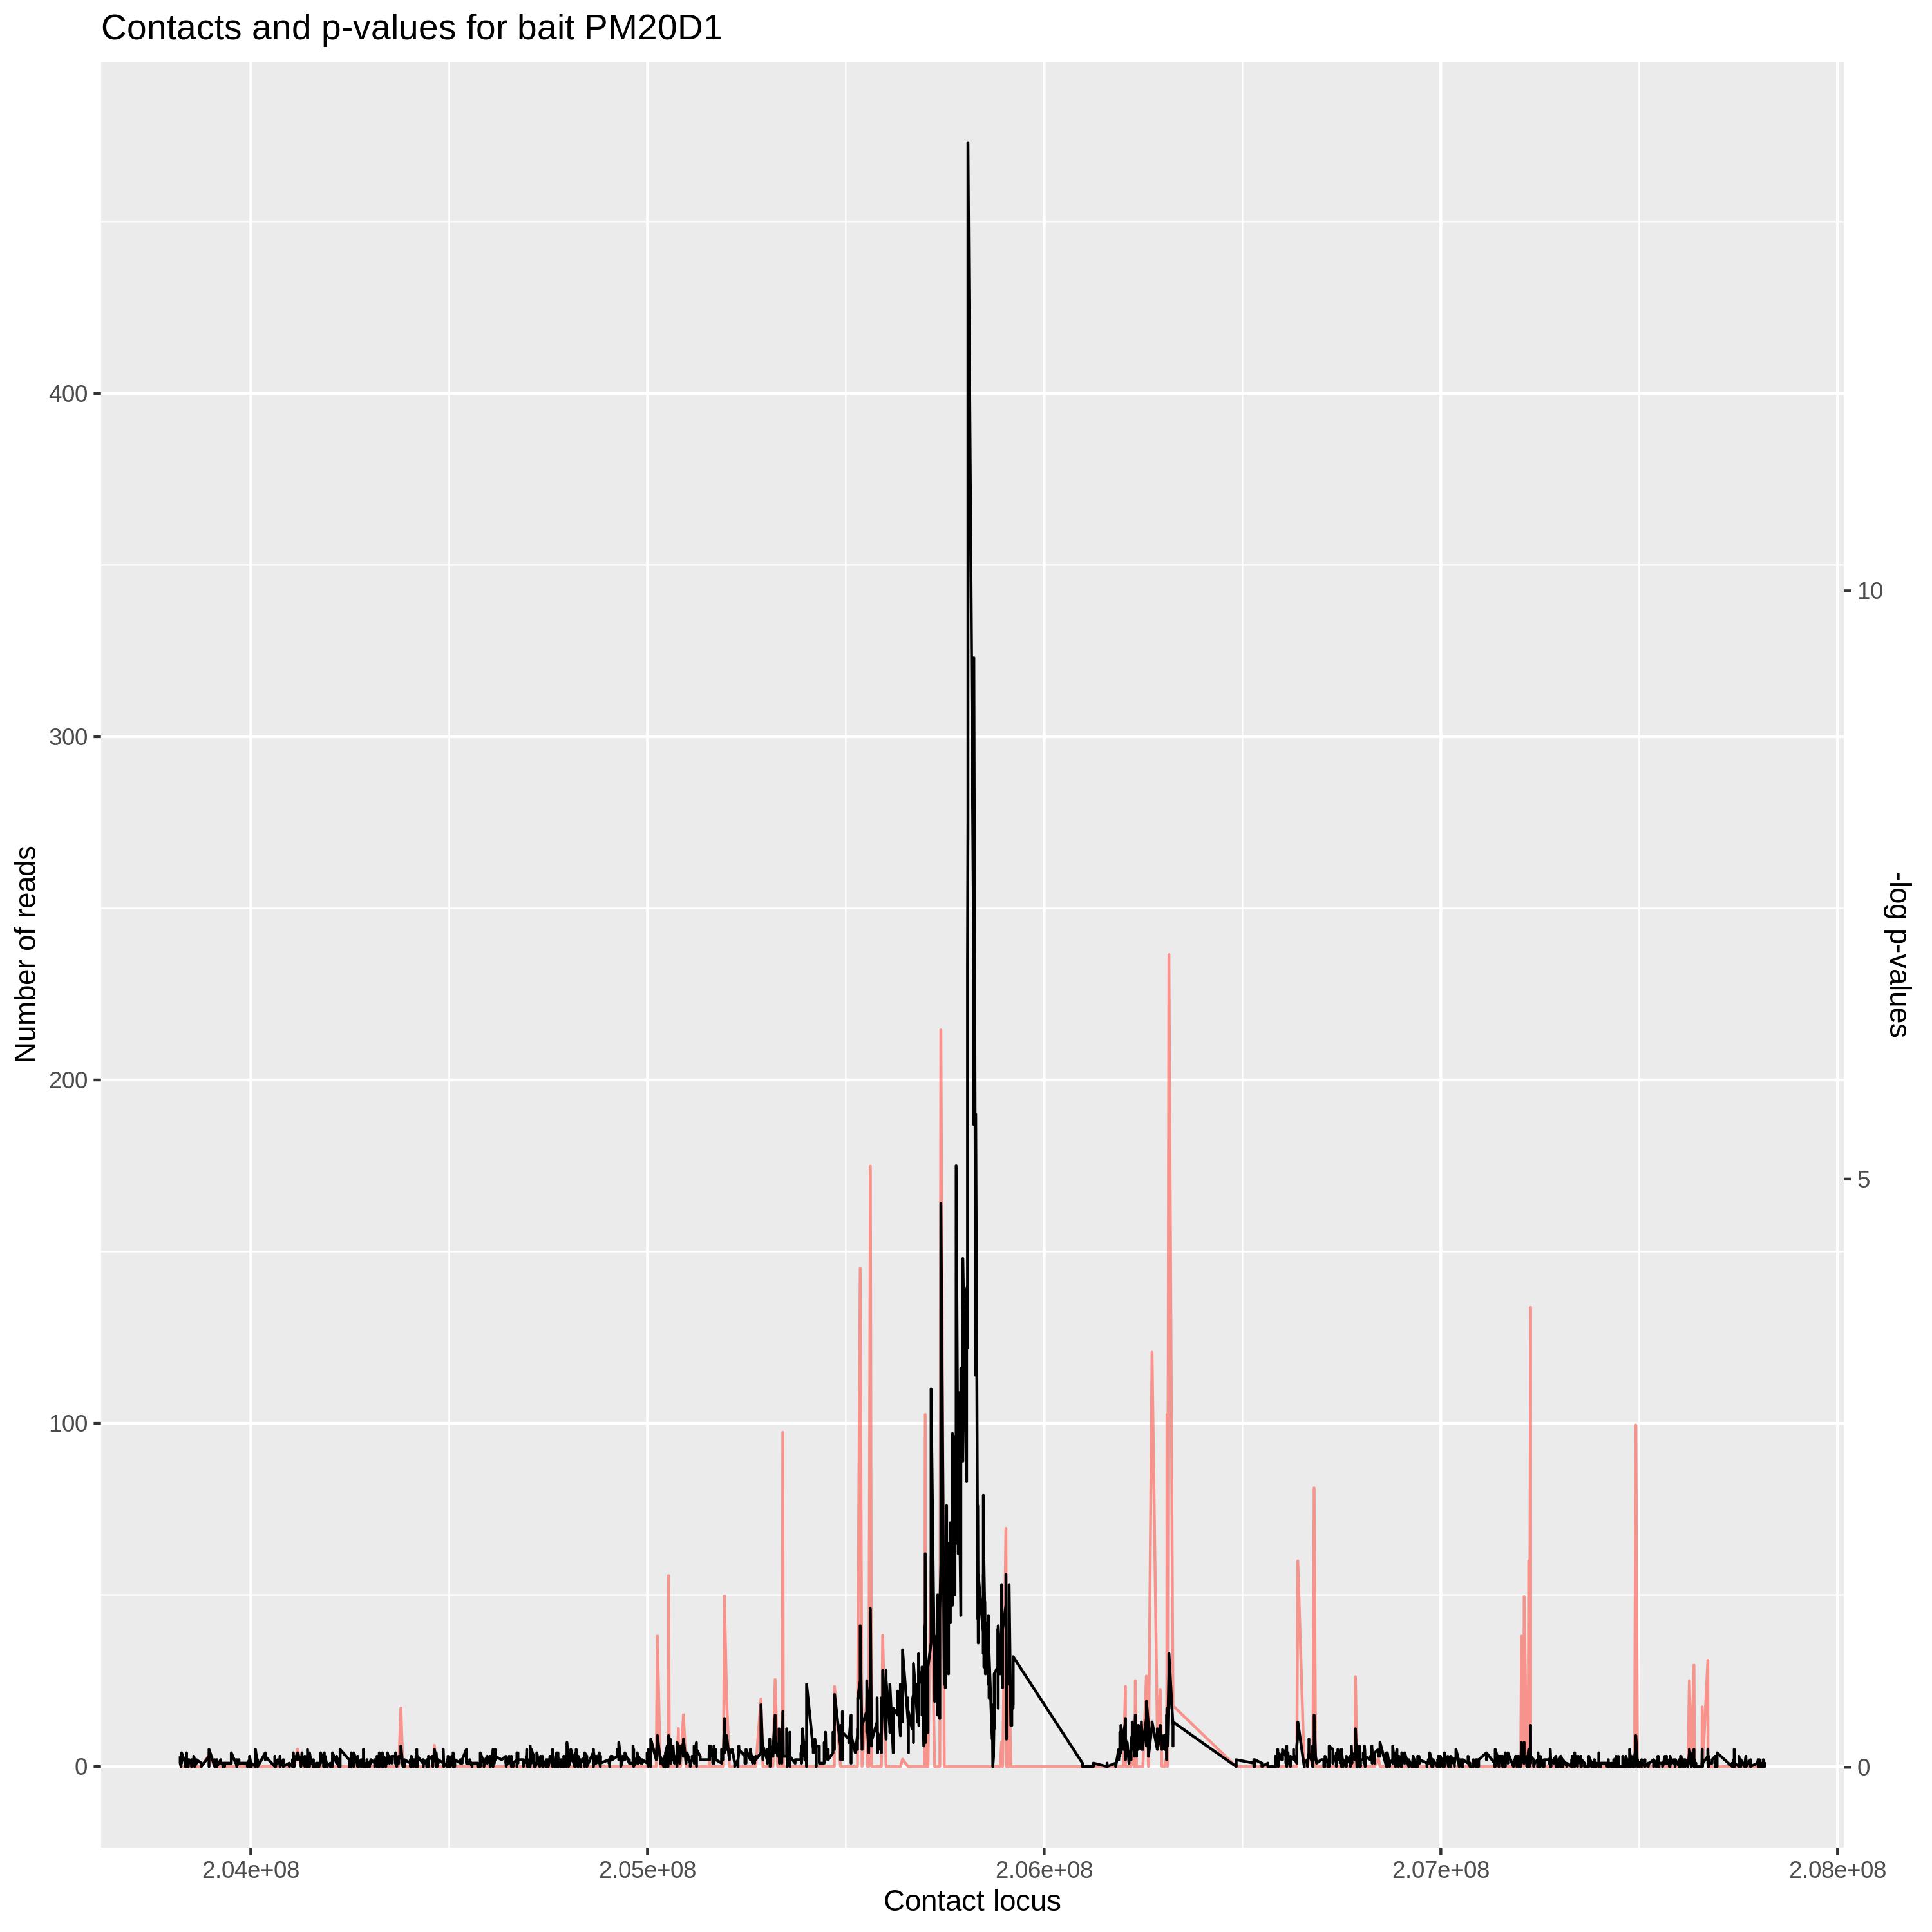 Contacts and p-values for bait PM20D1
400
300
200
100
0
Number of reads
10
5
0
-log p-values
2.04e+08
2.05e+08
2.06e+08
2.07e+08
2.08e+08
Contact locus